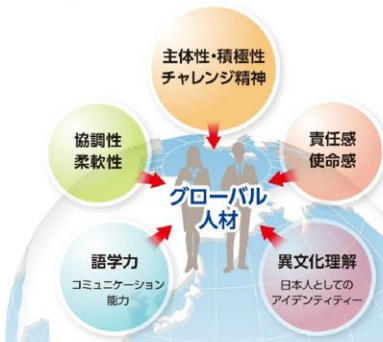 主体性・積極性
チャレンジ精神
協調性
柔軟性
責任感
使命感
グローバル
人材
語学力
コミュニケーション
能力
異文化理解
日本人としての
アイデンティティー